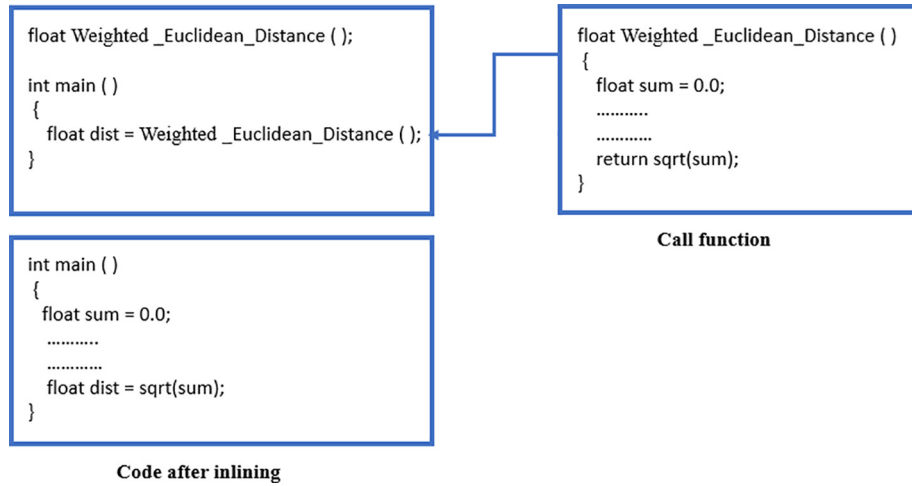 float Weighted _Euclidean_Distance ( );
int main ( )
{
float dist = Weighted _Euclidean_Distance ( );
}
float Weighted _Euclidean_Distance ( )
{
float sum = 0.0;
...........
............
return sqrt(sum);
}
Call function
int main ( )
{
float sum = 0.0;
...........
............
float dist = sqrt(sum);
}
Code after inlining